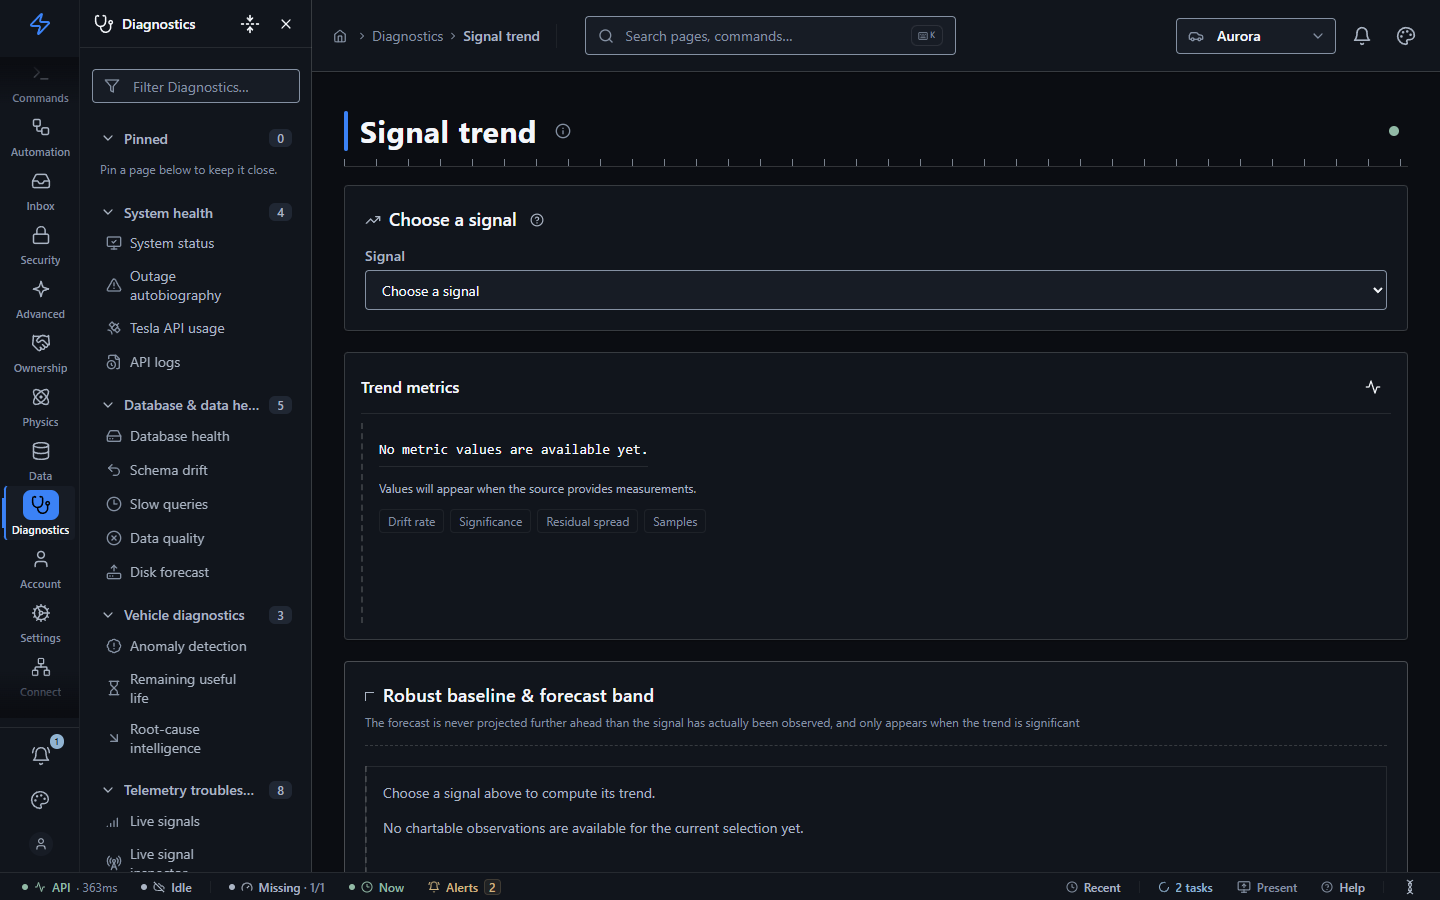 Diagnostics
Diagnostics
Signal trend
Search pages, commands...
K
Aurora
Commands
Automation
Inbox
Security
Advanced
Ownership
Physics
Data
Diagnostics
Account
Settings
Connect
1
Filter Diagnostics...
Pinned
0
Pin a page below to keep it close.
System health
4
System status
Outage
autobiography
Tesla API usage
API logs
Database & data he...
5
Database health
Schema drift
Slow queries
Data quality
Disk forecast
Vehicle diagnostics
3
Anomaly detection
Remaining useful
life
Root-cause
intelligence
Telemetry troubles...
8
Live signals
Live signal
inspector
Signal trend
Choose a signal
Signal
Choose a signal
Trend metrics
No metric values are available yet.
Values will appear when the source provides measurements.
Drift rate
Significance
Residual spread
Samples
Robust baseline & forecast band
The forecast is never projected further ahead than the signal has actually been observed, and only appears when the trend is significant
Choose a signal above to compute its trend.
No chartable observations are available for the current selection yet.
API · 363ms
Idle
Missing · 1/1
Now
Alerts 2
Recent
2 tasks
Present
Help